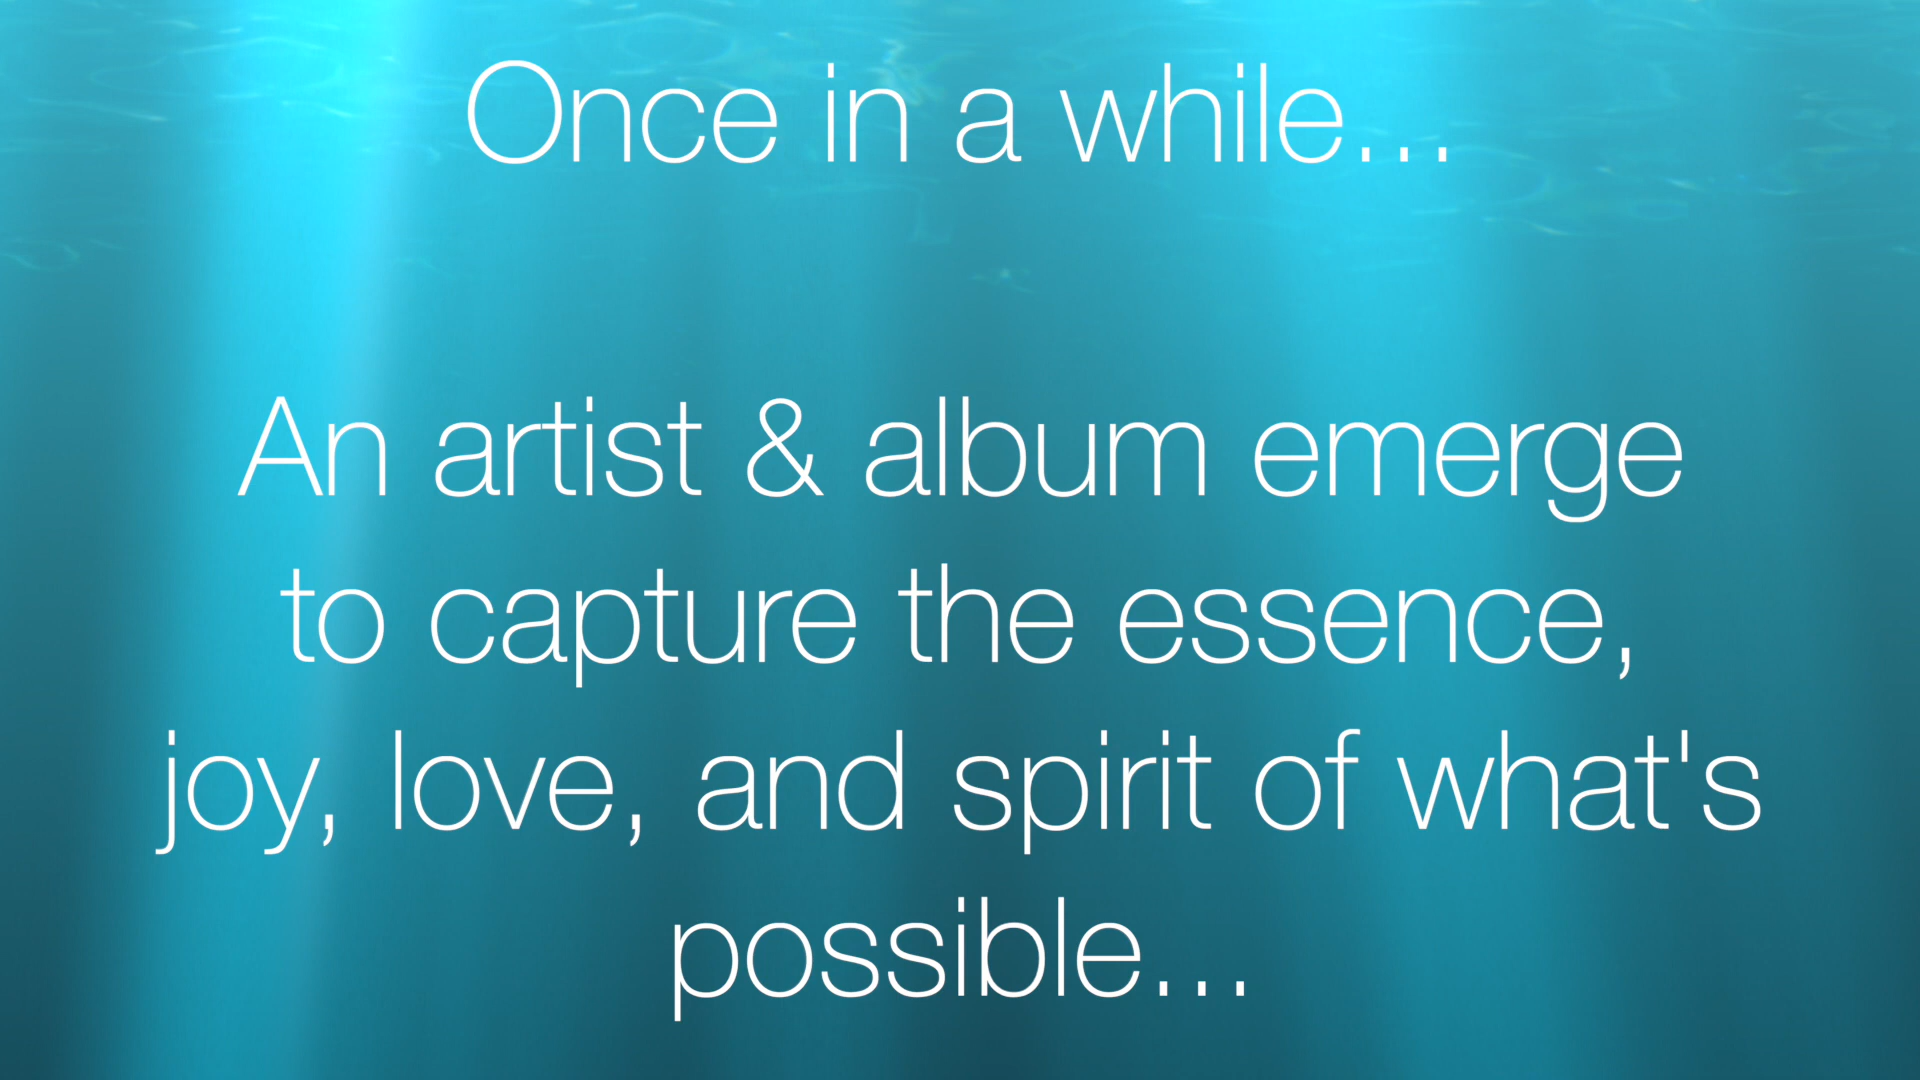 Once in a while...
An artist & album emerge
to capture the essence,
joy, love, and spirit of what's
possible...